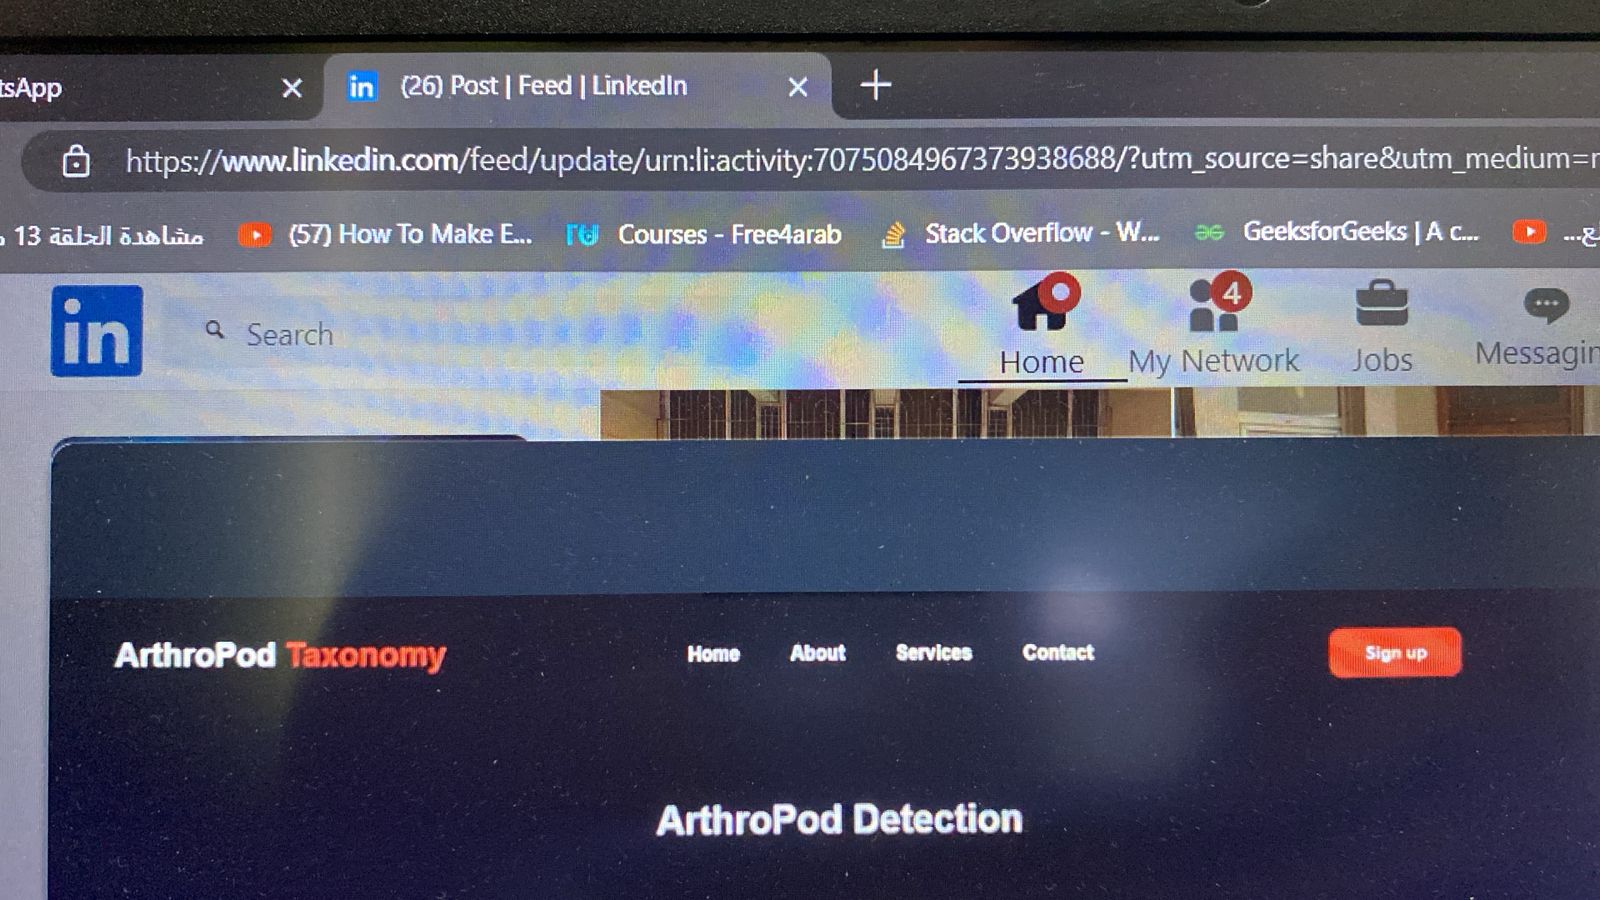 tsApp
(26) Post | Feed | LinkedIn
https://www.linkedin.com/feed/update/urn:li:activity:7075084967373938688/?utm_source=share&utm_medium=
13 مشاهدة الحلقة
(57) How To Make E...
Courses - Free4arab
Stack Overflow - W...
GeeksforGeeks | A c...
in
Search
4
Home
My Network
Jobs
Messagin
ArthroPod Taxonomy
Home
About
Services
Contact
Sign up
ArthroPod Detection